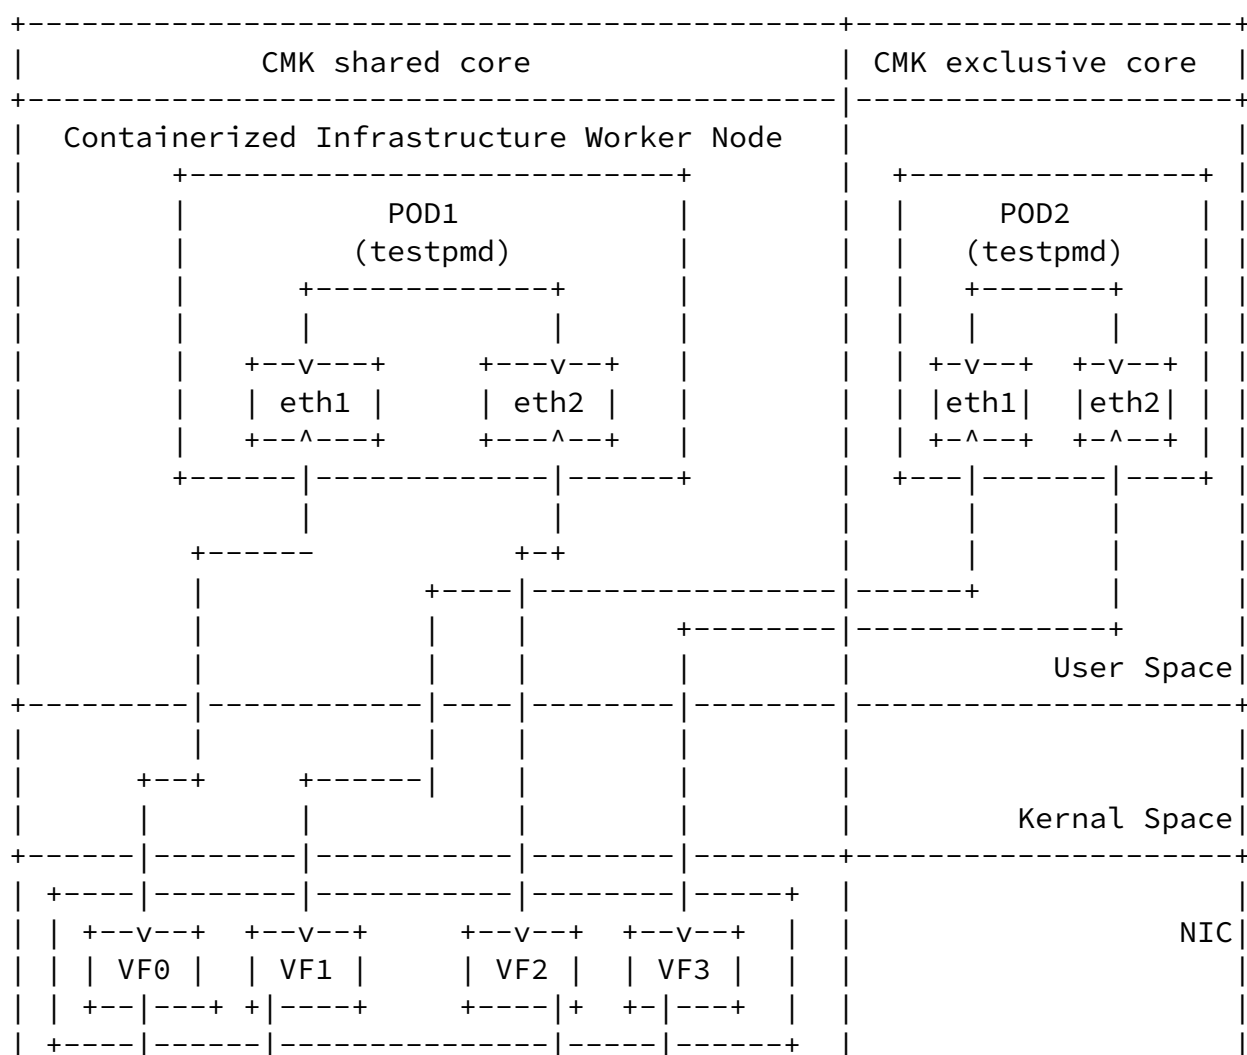 CMK shared core CMK exclusive core
Containerized Infrastructure Worker Node
POD1 POD2
(testpmd) (testpmd)
eth1 eth2 eth1 eth2
User Space
Kernal Space
NIC
VF0 VF1 VF2 VF3